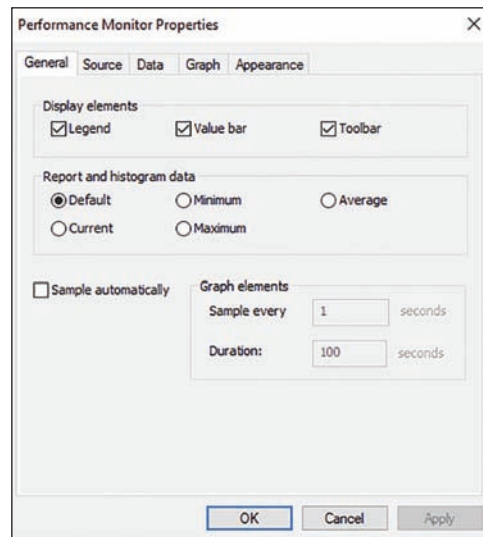 Performance Monitor Properties
General Source Data Graph Appearance
Display elements
Legend Value bar Toolbar
Report and histogram data
Default Minimum Average
Current Maximum
Sample automatically
Graph elements
Sample every 1 seconds
Duration: 100 seconds
OK Cancel Apply